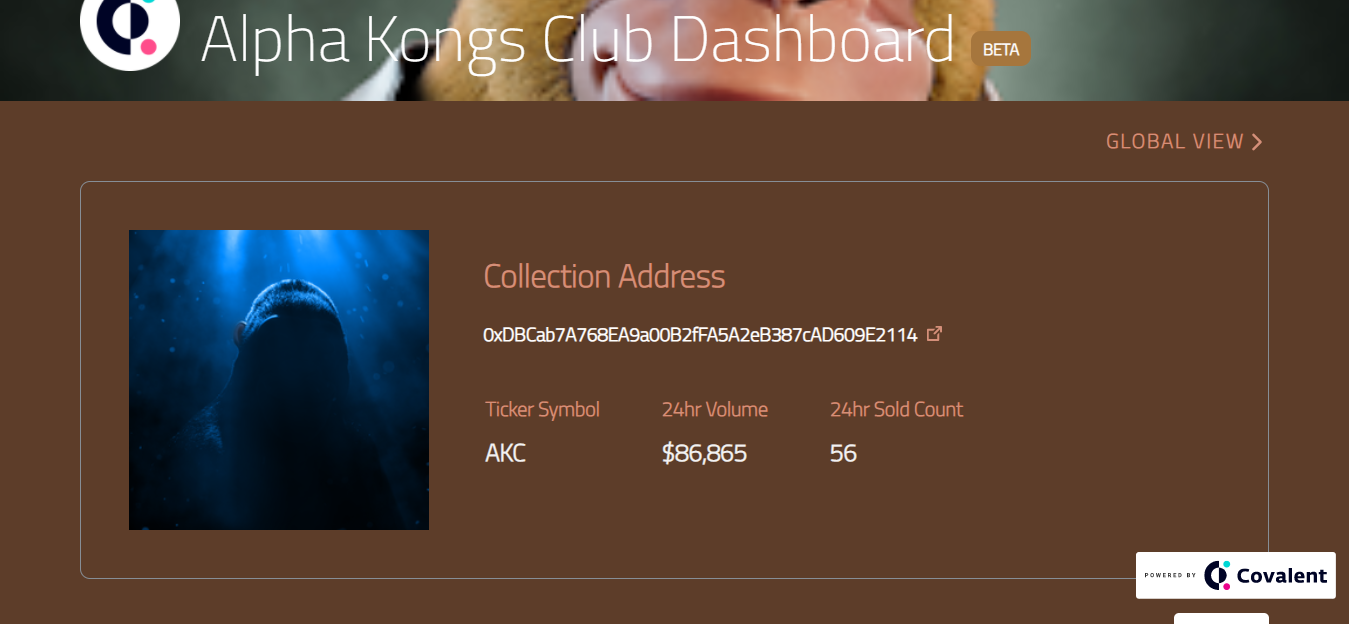 Alpha Kongs Club Dashboard BETA
GLOBAL VIEW
Collection Address
0xDBCab7A768EA9a00B2fFA5A2eB387cAD609E2114
Ticker Symbol 24hr Volume 24hr Sold Count
AKC $86,865 56
POWERED BY Covalent